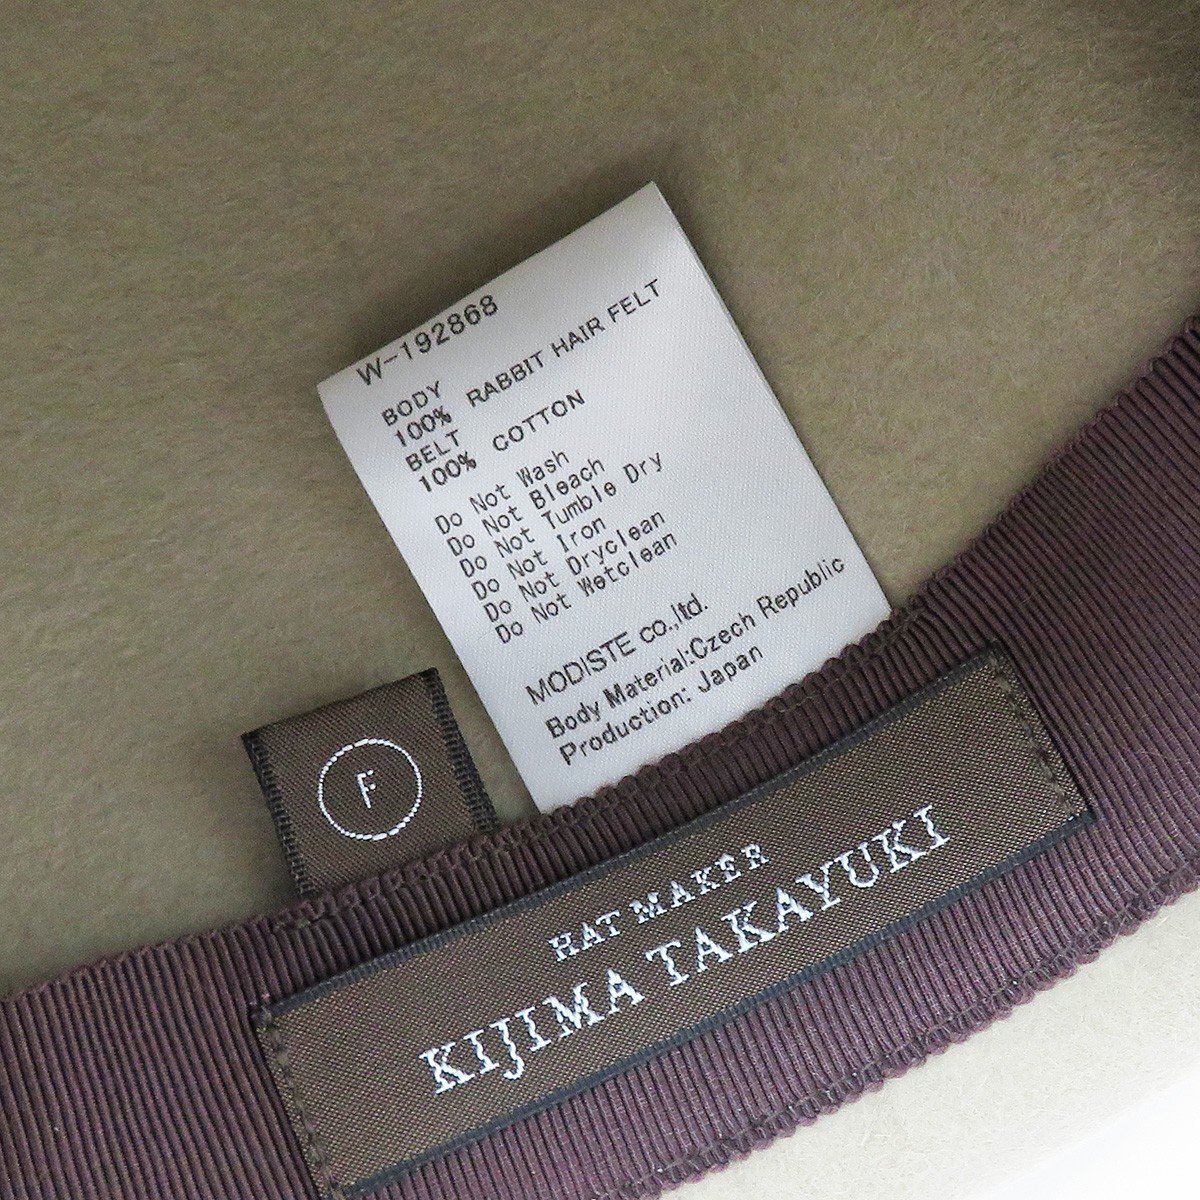 W-192868
BODY
100% RABBIT HAIR FELT
BELT
100% COTTON
Do Not Wash
Do Not Bleach
Do Not Tumble Dry
Do Not Iron
Do Not Dryclean
Do Not Wetclean
MODISTE co.,ltd.
Body Material:Czech Republic
Production: Japan
F
HAT MAKER
KIJIMA TAKAYUKI